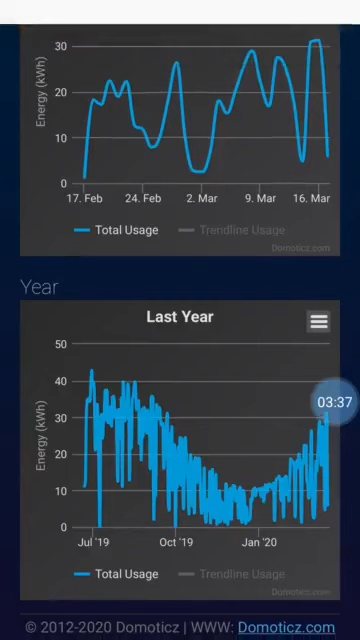 Energy (kWh)
30
20
10
0
17. Feb 24. Feb 2. Mar 9. Mar 16. Mar
Total Usage Trendline Usage
Domoticz.com
Year
Last Year
Energy (kWh)
50
40
03:37
30
20
10
0
Jul '19 Oct '19 Jan '20
Total Usage Trendline Usage
Domoticz.com
© 2012-2020 Domoticz | WWW: Domoticz.com